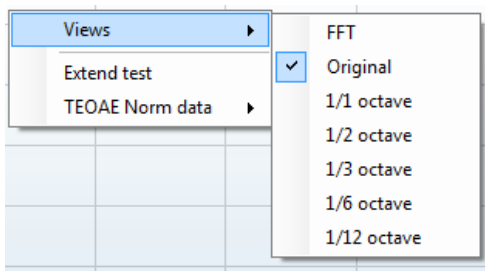 Views
Extend test
TEOAE Norm data
FFT
Original
1/1 octave
1/2 octave
1/3 octave
1/6 octave
1/12 octave